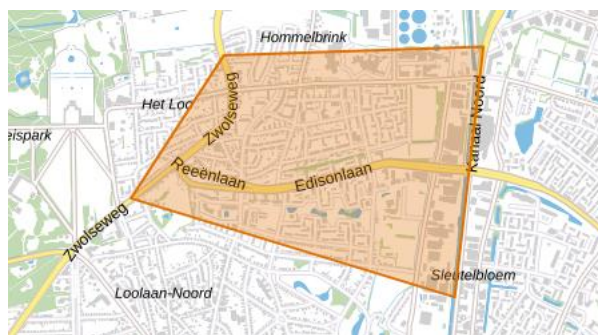 Hommelbrink
Het Loo
Zwolseweg
Kanaal Noord
eispark
Reeënlaan
Edisonlaan
Zwolseweg
Sleutelbloem
Loolaan-Noord